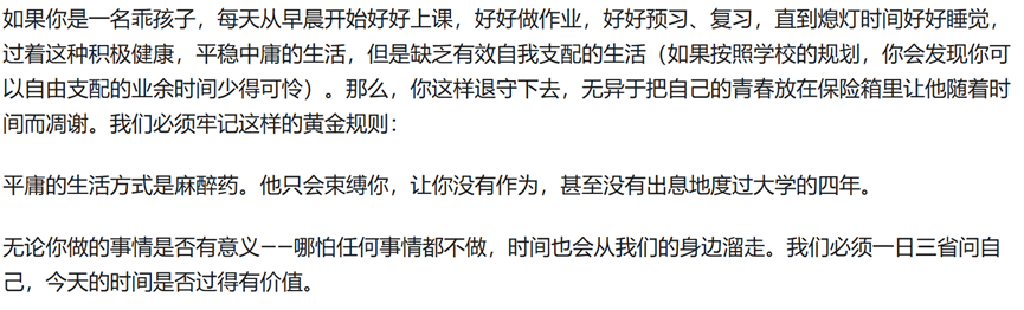 如果你是一名乖孩子，每天从早晨开始好好上课，好好做作业，好好预习、复习，直到熄灯时间好好睡觉，
过着这种积极健康，平稳中庸的生活，但是缺乏有效自我支配的生活（如果按照学校的规划，你会发现你可
以自由支配的业余时间少得可怜）。那么，你这样退守下去，无异于把自己的青春放在保险箱里让他随着时
间而凋谢。我们必须牢记这样的黄金规则：
平庸的生活方式是麻醉药。他只会束缚你，让你没有作为，甚至没有出息地度过大学的四年。
无论你做的事情是否有意义——哪怕任何事情都不做，时间也会从我们的身边溜走。我们必须一日三省问自
己，今天的时间是否过得有价值。